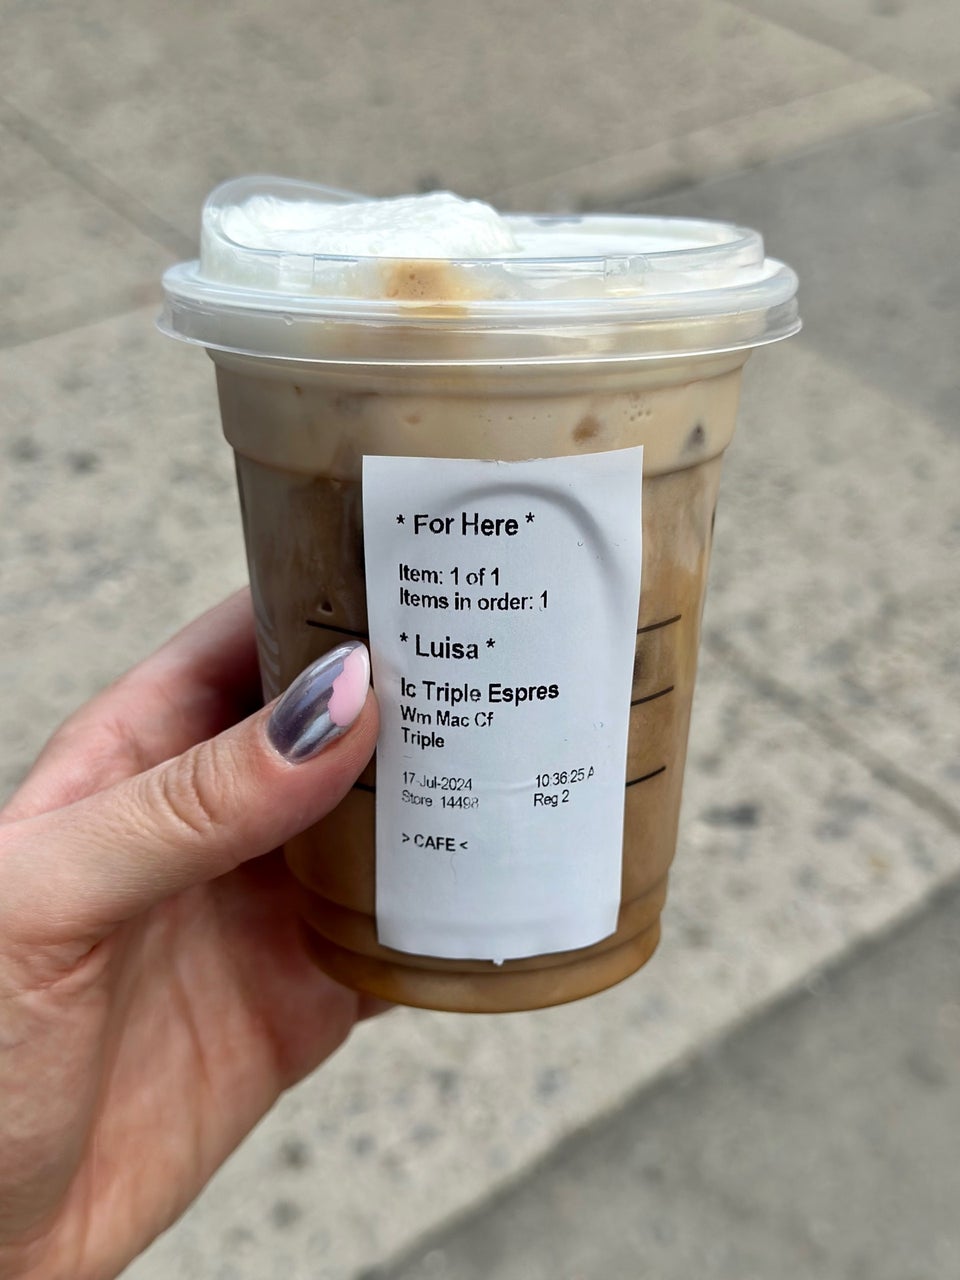 * For Here *
Item: 1 of 1
Items in order: 1
* Luisa *
Ic Triple Espres
Wm Mac Cf
Triple
17-Jul-2024 10:36:25 A
Store 14498 Reg 2
> CAFE <